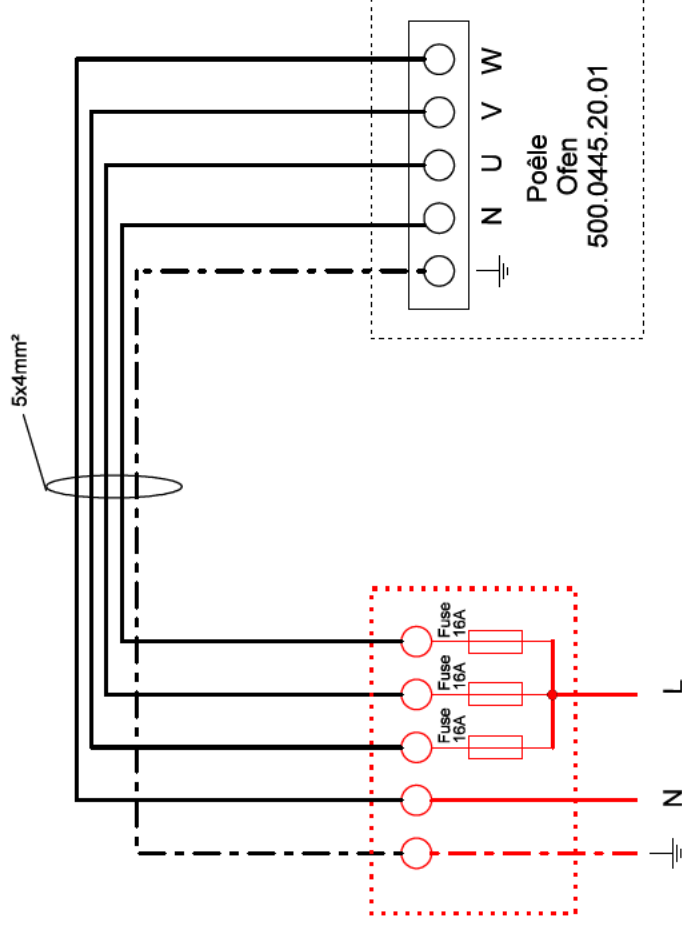 5x4mm²
W
V
U
N
Poêle
Ofen
500.0445.20.01
Fuse
16A
Fuse
16A
Fuse
16A
L
N